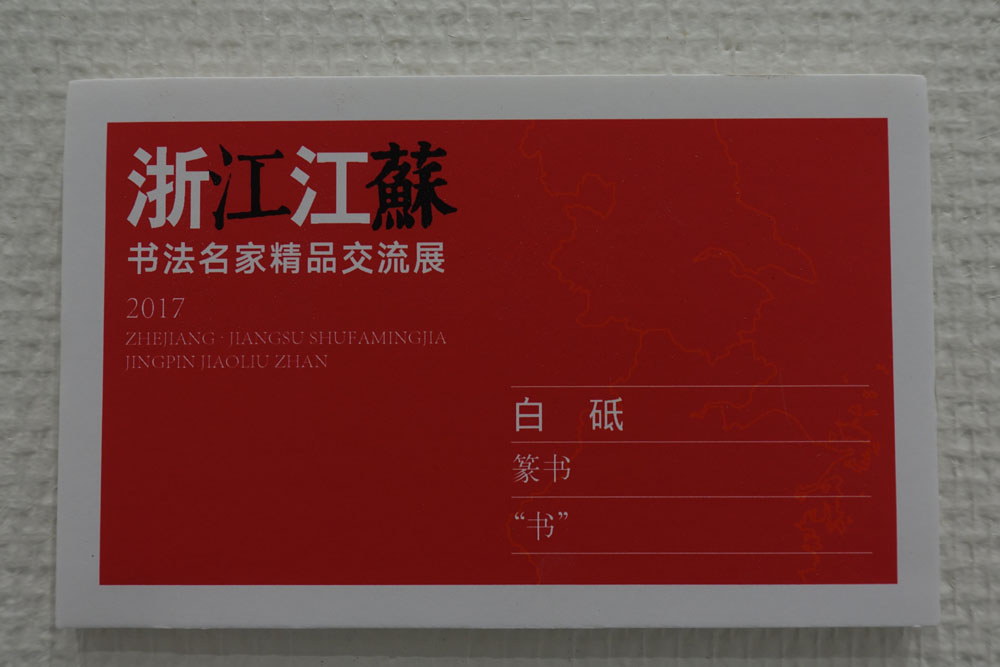 浙江江蘇
书法名家精品交流展
2017
ZHEJIANG · JIANGSU SHUFAMINGJIA
JINGPIN JIAOLIU ZHAN
白 砥
篆书
“书”